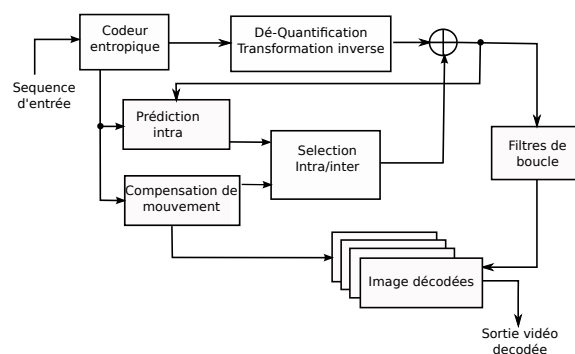 Codeur
entropique
Dé-Quantification
Transformation inverse
Sequence
d'entrée
Prédiction
intra
Selection
Intra/inter
Filtres de
boucle
Compensation de
mouvement
Image décodées
Sortie vidéo
decodée